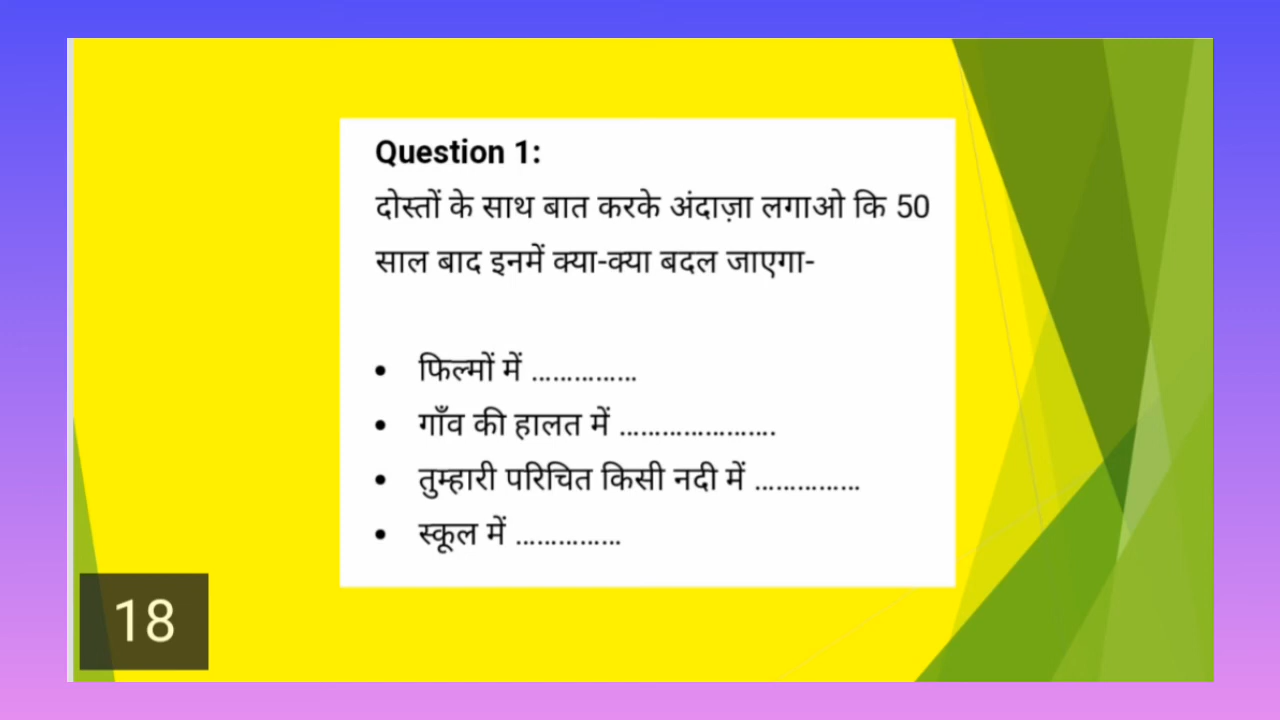 Question 1:
दोस्तों के साथ बात करके अंदाज़ा लगाओ कि 50
साल बाद इनमें क्या-क्या बदल जाएगा-
• फिल्मों में ...............
• गाँव की हालत में ......................
• तुम्हारी परिचित किसी नदी में ...............
• स्कूल में ...............
18